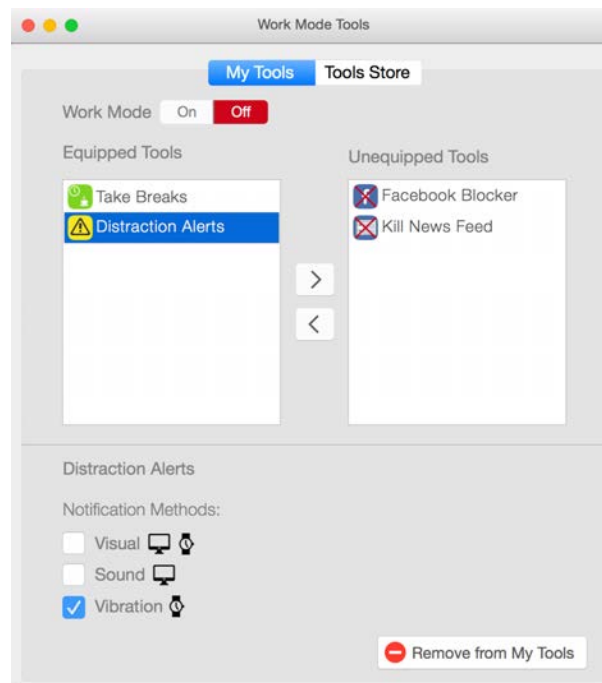 Work Mode Tools
My Tools Tools Store
Work Mode On Off
Equipped Tools
Unequipped Tools
Take Breaks
Distraction Alerts
Facebook Blocker
Kill News Feed
>
<
Distraction Alerts
Notification Methods:
Visual
Sound
Vibration
Remove from My Tools